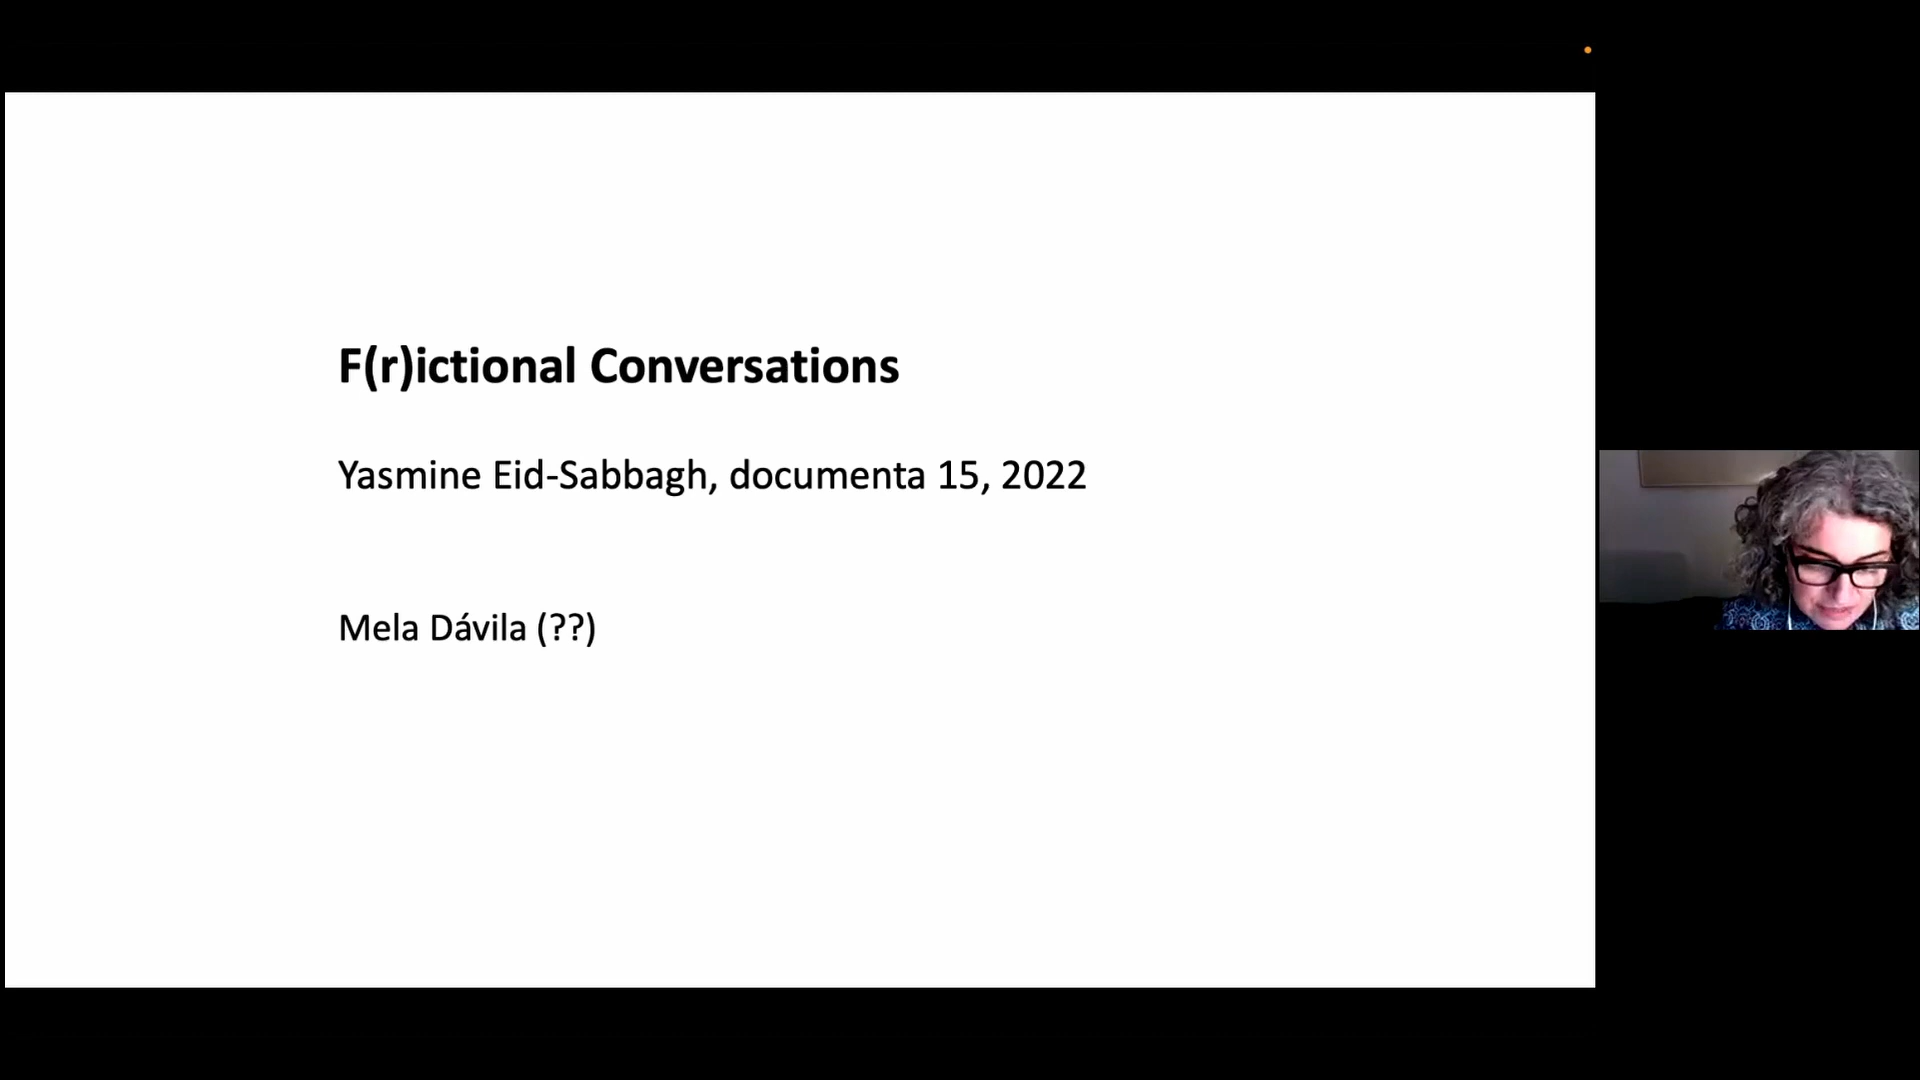 F(r)ictional Conversations
Yasmine Eid-Sabbagh, documenta 15, 2022
Mela Dávila (??)